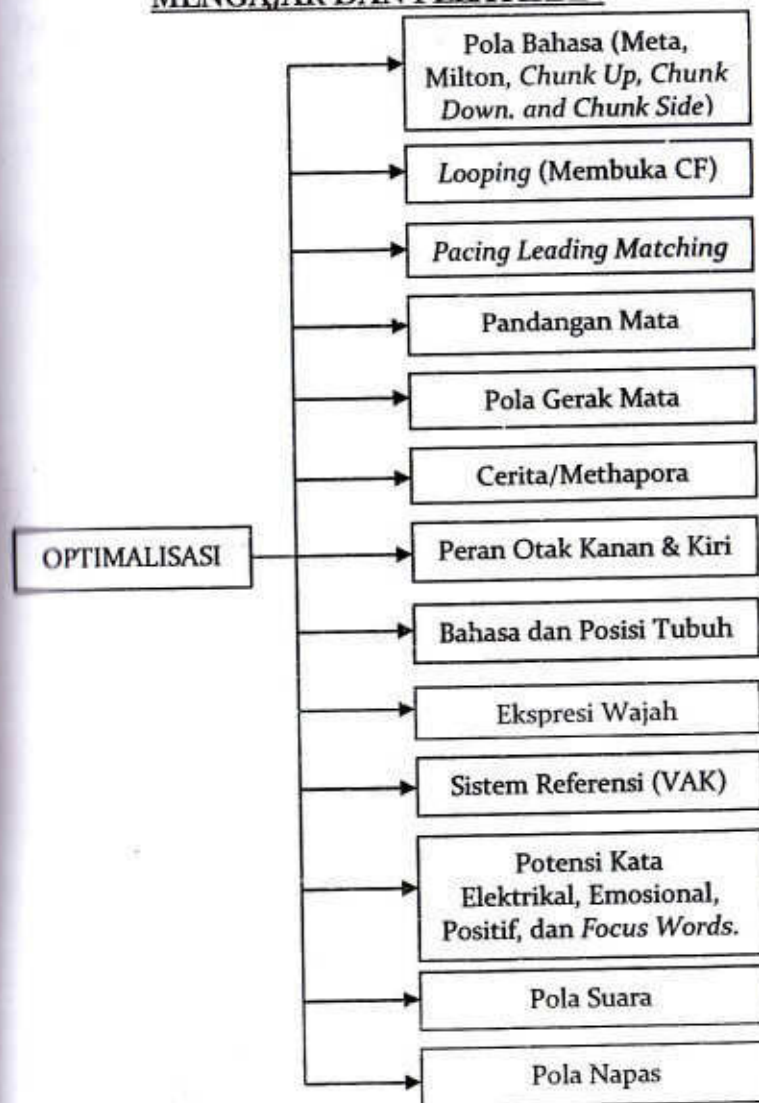 MENGAJAR DAN
Pola Bahasa (Meta,
Milton, Chunk Up, Chunk
Down. and Chunk Side)
Looping (Membuka CF)
Pacing Leading Matching
Pandangan Mata
Pola Gerak Mata
Cerita/Methapora
OPTIMALISASI
Peran Otak Kanan & Kiri
Bahasa dan Posisi Tubuh
Ekspresi Wajah
Sistem Referensi (VAK)
Potensi Kata
Elektrikal, Emosional,
Positif, dan Focus Words.
Pola Suara
Pola Napas